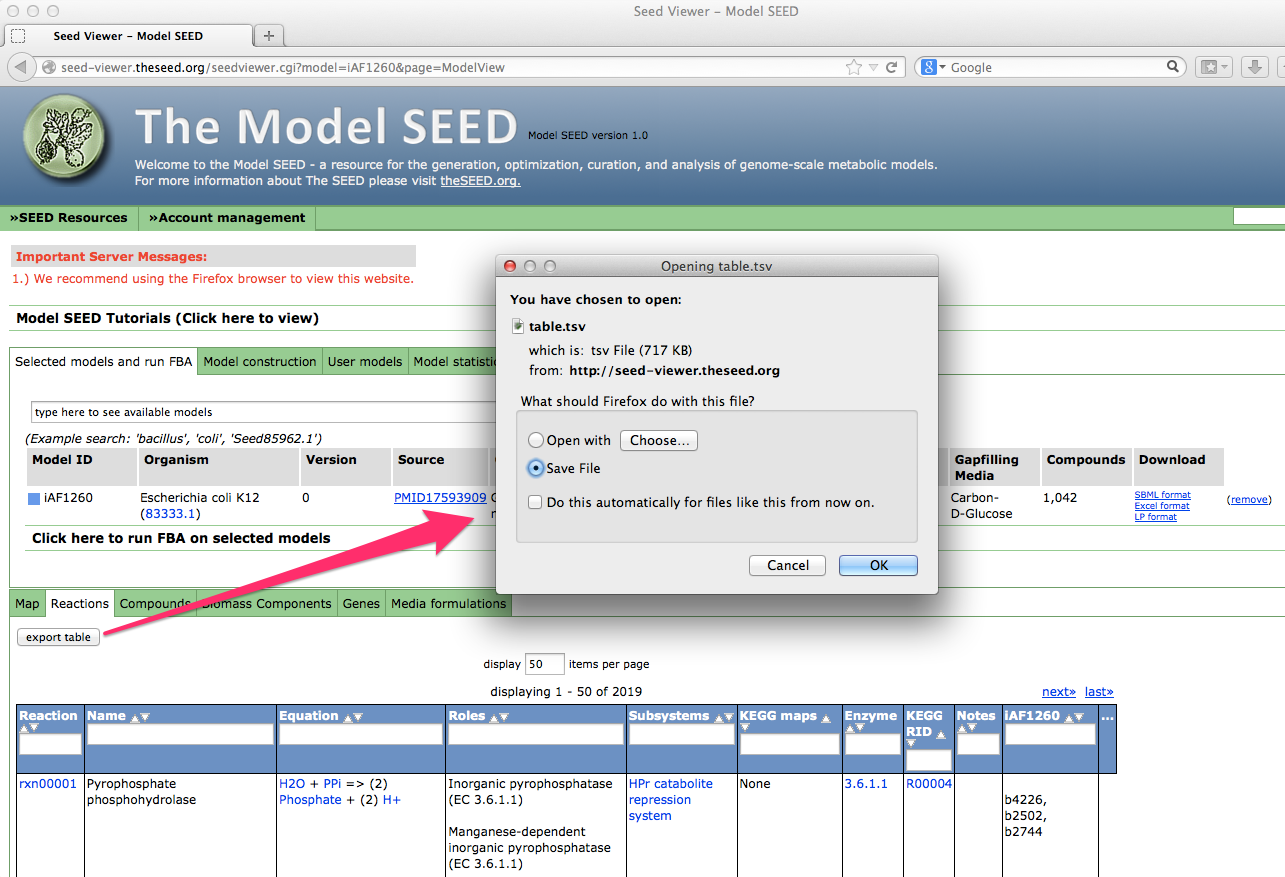 Seed Viewer – Model SEED
Seed Viewer – Model SEED
+
seed-viewer.theseed.org/seedviewer.cgi?model=iAF1260&page=ModelView
8 Google
The Model SEED Model SEED version 1.0
Welcome to the Model SEED - a resource for the generation, optimization, curation, and analysis of genome-scale metabolic models.
For more information about The SEED please visit theSEED.org.
»SEED Resources »Account management
Important Server Messages:
1.) We recommend using the Firefox browser to view this website.
Model SEED Tutorials (Click here to view)
Selected models and run FBA Model construction User models Model statistic
type here to see available models
(Example search: 'bacillus', 'coli', 'Seed85962.1')
Model ID Organism Version Source Gapfilling Media Compounds Download
iAF1260 Escherichia coli K12 (83333.1) 0 PMID17593909 Carbon-D-Glucose 1,042 SBML format
Excel format
LP format
(remove)
Click here to run FBA on selected models
Opening table.tsv
You have chosen to open:
table.tsv
which is: tsv File (717 KB)
from: http://seed-viewer.theseed.org
What should Firefox do with this file?
Open with Choose...
Save File
Do this automatically for files like this from now on.
Cancel OK
Map Reactions Compounds Biomass Components Genes Media formulations
export table
display 50 items per page
displaying 1 - 50 of 2019 next» last»
Reaction Name Equation Roles Subsystems KEGG maps Enzyme KEGG RID Notes iAF1260 ...
rxn00001
Pyrophosphate
phosphohydrolase
H2O + PPi => (2)
Phosphate + (2) H+
Inorganic pyrophosphatase
(EC 3.6.1.1)
Manganese-dependent
inorganic pyrophosphatase
(EC 3.6.1.1)
HPr catabolite
repression
system
None
3.6.1.1
R00004
b4226,
b2502,
b2744